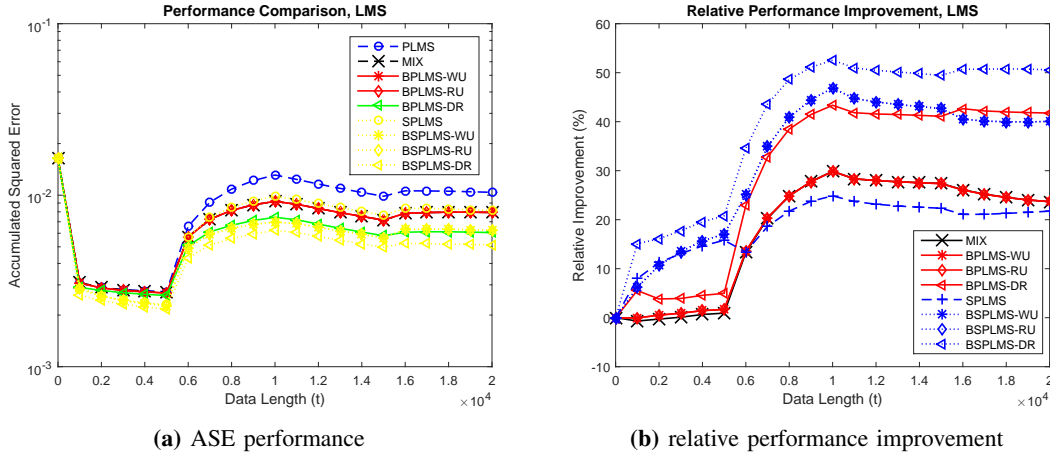 Performance Comparison, LMS
Accumulated Squared Error
10^-1
10^-2
10^-3
0 0.2 0.4 0.6 0.8 1 1.2 1.4 1.6 1.8 2
Data Length (t)
× 10^4
PLMS
MIX
BPLMS-WU
BPLMS-RU
BPLMS-DR
SPLMS
BSPLMS-WU
BSPLMS-RU
BSPLMS-DR
(a) ASE performance
Relative Performance Improvement, LMS
Relative Improvement (%)
60
50
40
30
20
10
0
-10
0 0.2 0.4 0.6 0.8 1 1.2 1.4 1.6 1.8 2
Data Length (t)
× 10^4
MIX
BPLMS-WU
BPLMS-RU
BPLMS-DR
SPLMS
BSPLMS-WU
BSPLMS-RU
BSPLMS-DR
(b) relative performance improvement